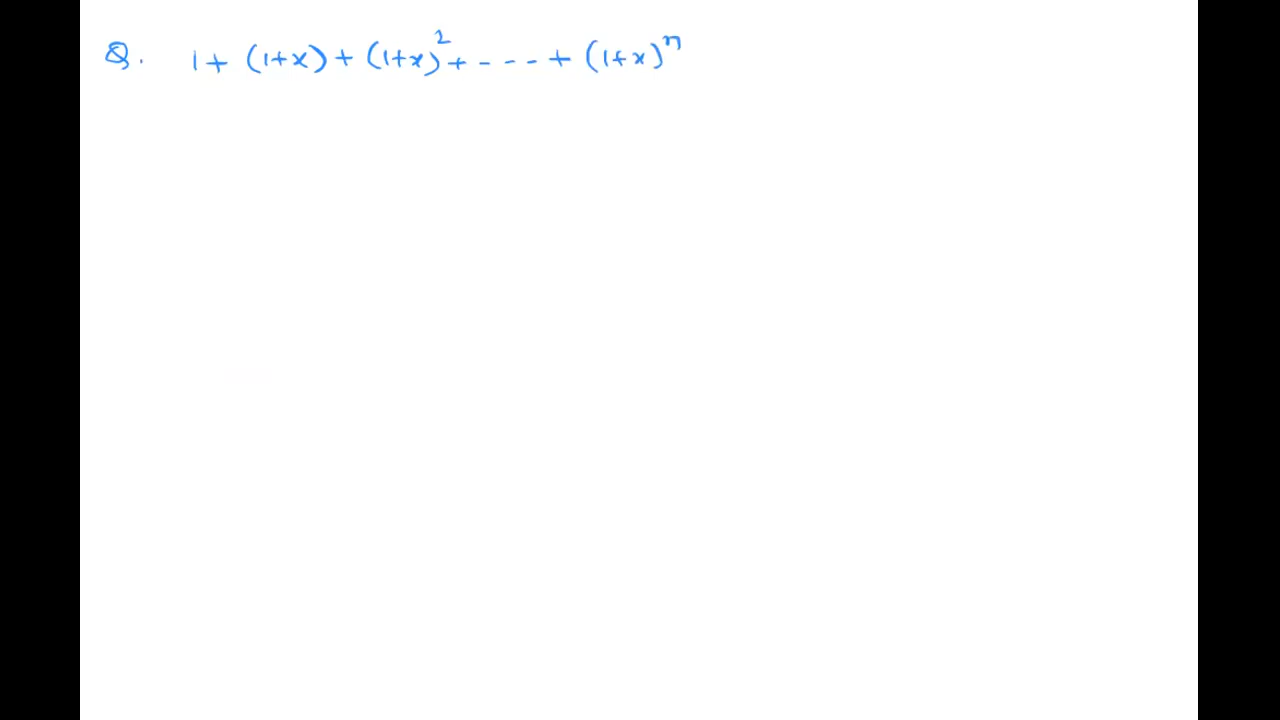 Q. 1 + (1+x) + (1+x)² + - - - + (1+x)ⁿ